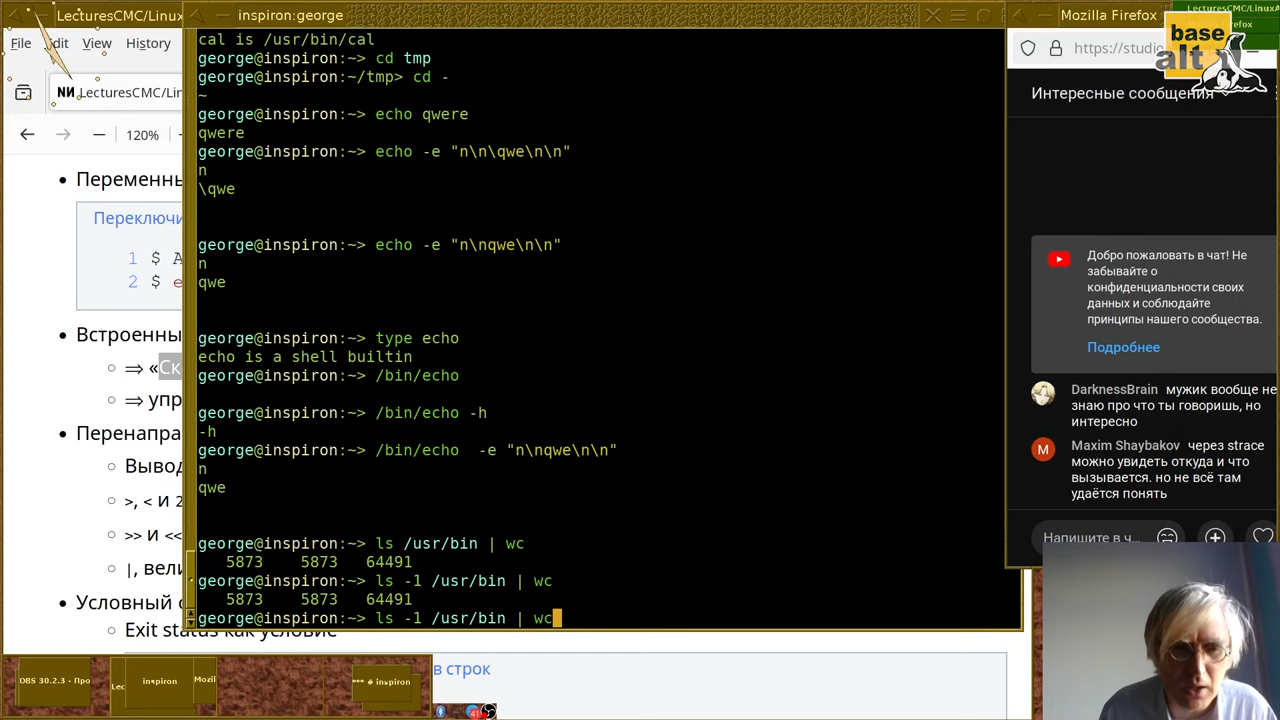 LecturesCMC/Linux
File Edit View History
LecturesCMC/Lin
120%
Переменны
Переключи
1 $ A
2 $ e
Встроенны
⇒ «Ск
⇒ упр
Перенапра
Вывод
>, < и 2
>> и <<
|, вели
Условный о
Exit status как условие
в строк
inspiron:george
cal is /usr/bin/cal
george@inspiron:~> cd tmp
george@inspiron:~/tmp> cd -
~
george@inspiron:~> echo qwere
qwere
george@inspiron:~> echo -e "n\n\qwe\n\n"
n
\qwe
george@inspiron:~> echo -e "n\nqwe\n\n"
n
qwe
george@inspiron:~> type echo
echo is a shell builtin
george@inspiron:~> /bin/echo
george@inspiron:~> /bin/echo -h
-h
george@inspiron:~> /bin/echo  -e "n\nqwe\n\n"
n
qwe
george@inspiron:~> ls /usr/bin | wc
5873    5873   64491
george@inspiron:~> ls -1 /usr/bin | wc
5873    5873   64491
george@inspiron:~> ls -1 /usr/bin | wc
Mozilla Firefox
https://studio
basealt
Интересные сообщения
Добро пожаловать в чат! Не
забывайте о
конфиденциальности своих
данных и соблюдайте
принципы нашего сообщества.
Подробнее
DarknessBrain мужик вообще не
знаю про что ты говоришь, но
интересно
Maxim Shaybakov через strace
можно увидеть откуда и что
вызывается. но не всё там
удаётся понять
Напишите в ч...
OBS 30.2.3 - Про
Lec
inspiron
Mozil
*** # inspiron